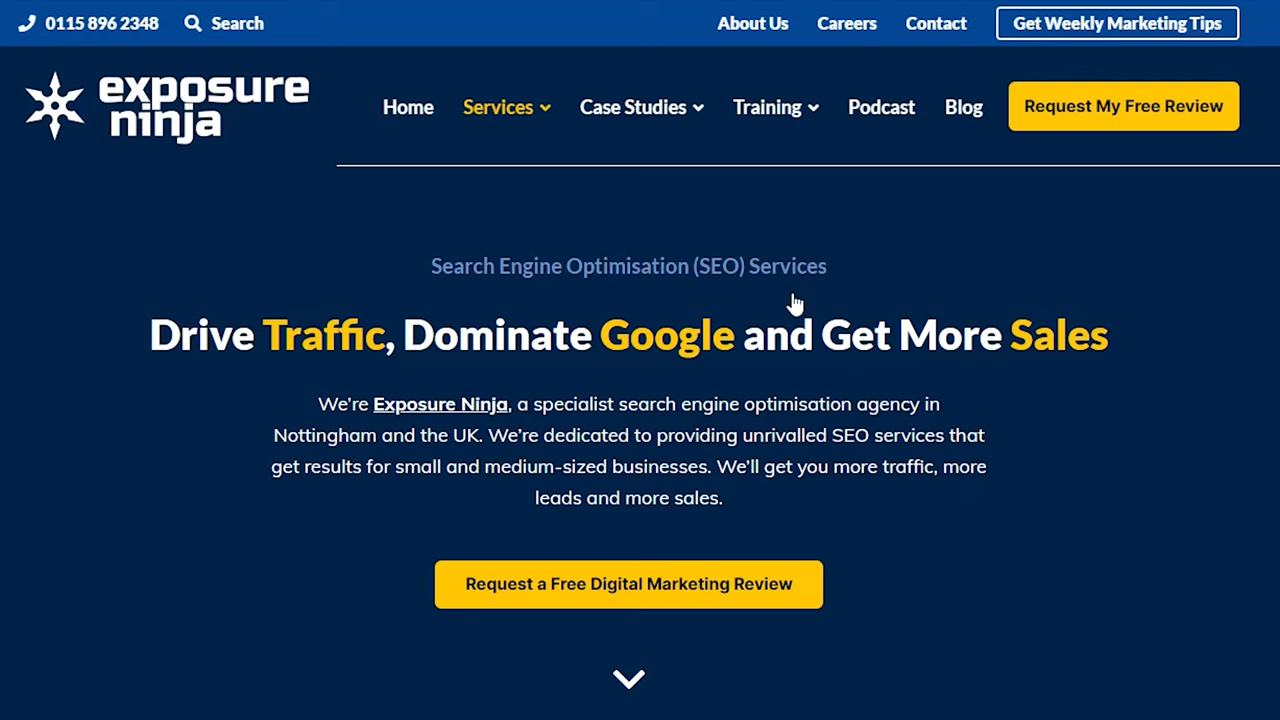 0115 896 2348 Search About Us Careers Contact Get Weekly Marketing Tips
exposure
ninja
Home Services Case Studies Training Podcast Blog Request My Free Review
Search Engine Optimisation (SEO) Services
Drive Traffic, Dominate Google and Get More Sales
We're Exposure Ninja, a specialist search engine optimisation agency in
Nottingham and the UK. We're dedicated to providing unrivalled SEO services that
get results for small and medium-sized businesses. We'll get you more traffic, more
leads and more sales.
Request a Free Digital Marketing Review